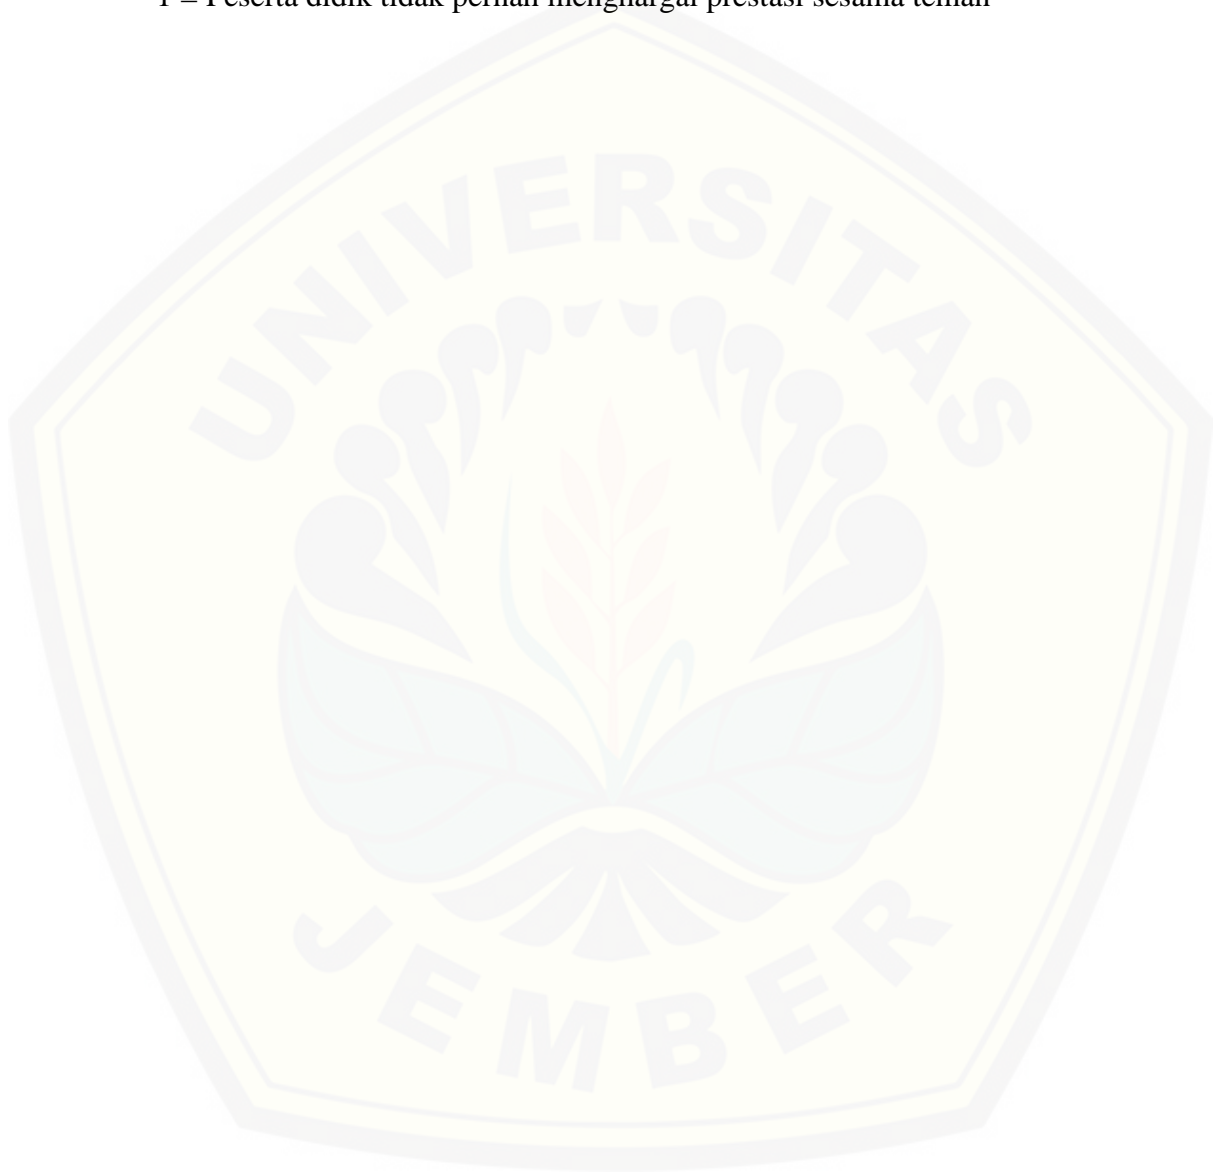 1 = Peserta didik tidak pernah menghargai prestasi sesama teman
UNIVERSITAS
JEMBER